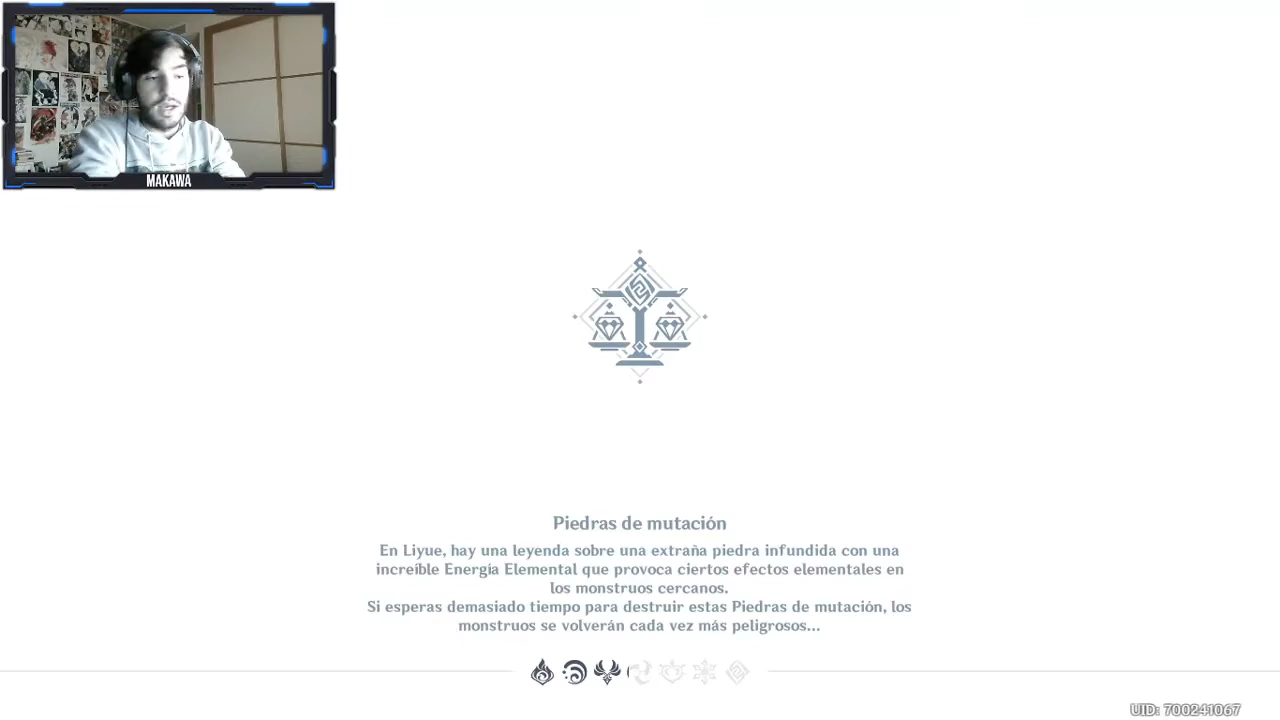 MAKAWA
Piedras de mutación
En Liyue, hay una leyenda sobre una extraña piedra infundida con una
increíble Energía Elemental que provoca ciertos efectos elementales en
los monstruos cercanos.
Si esperas demasiado tiempo para destruir estas Piedras de mutación, los
monstruos se volverán cada vez más peligrosos...
UID: 700241067